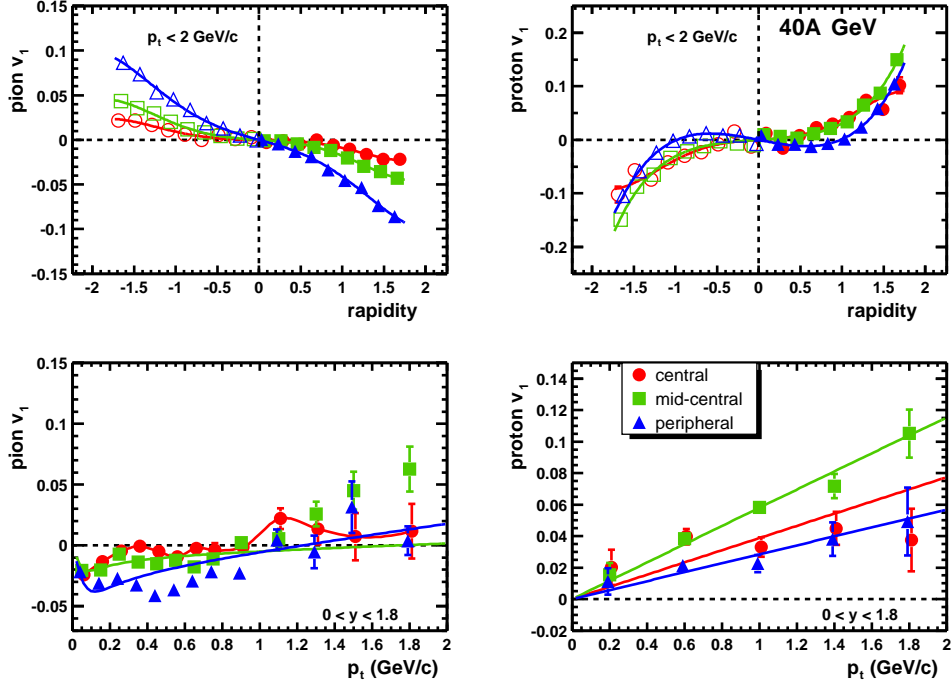 0.15
0.1
0.05
0
-0.05
-0.1
-0.15
pion v1
p_t < 2 GeV/c
-2 -1.5 -1 -0.5 0 0.5 1 1.5 2
rapidity
0.2
0.1
0
-0.1
-0.2
proton v1
p_t < 2 GeV/c
40A GeV
-2 -1.5 -1 -0.5 0 0.5 1 1.5 2
rapidity
0.15
0.1
0.05
0
-0.05
pion v1
0 < y < 1.8
0 0.2 0.4 0.6 0.8 1 1.2 1.4 1.6 1.8 2
p_t (GeV/c)
0.14
0.12
0.1
0.08
0.06
0.04
0.02
0
-0.02
proton v1
central
mid-central
peripheral
0 < y < 1.8
0 0.2 0.4 0.6 0.8 1 1.2 1.4 1.6 1.8 2
p_t (GeV/c)